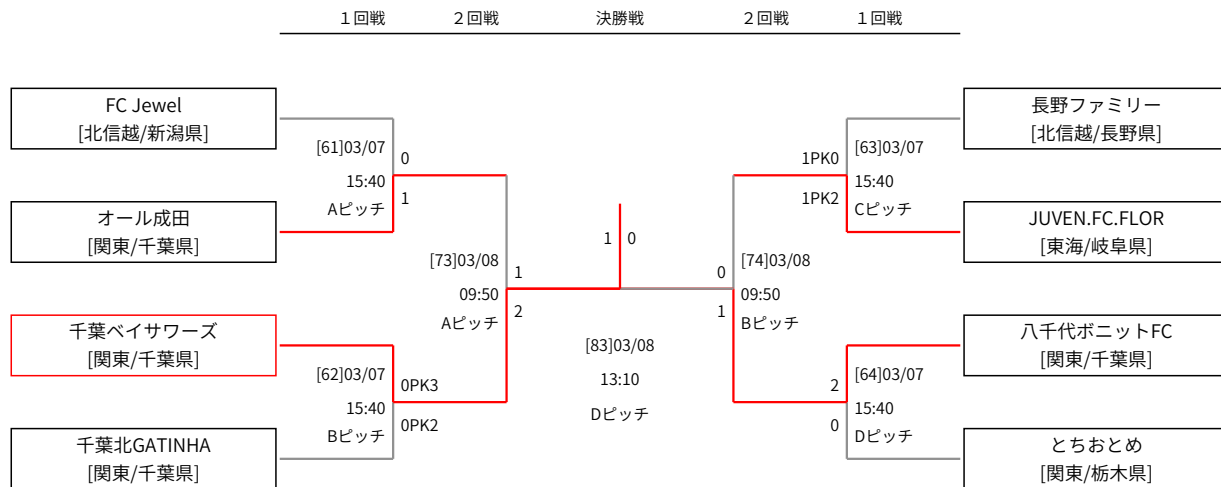 １回戦 ２回戦 決勝戦 ２回戦 １回戦
FC Jewel
[北信越/新潟県]
[61]03/07
15:40
Aピッチ
0
1
オール成田
[関東/千葉県]
[73]03/08
09:50
Aピッチ
1
2
千葉ベイサワーズ
[関東/千葉県]
[62]03/07
15:40
Bピッチ
0PK3
0PK2
千葉北GATINHA
[関東/千葉県]
1 0
[83]03/08
13:10
Dピッチ
長野ファミリー
[北信越/長野県]
1PK0
1PK2
[63]03/07
15:40
Cピッチ
JUVEN.FC.FLOR
[東海/岐阜県]
0
1
[74]03/08
09:50
Bピッチ
八千代ボニットFC
[関東/千葉県]
2
0
[64]03/07
15:40
Dピッチ
とちおとめ
[関東/栃木県]